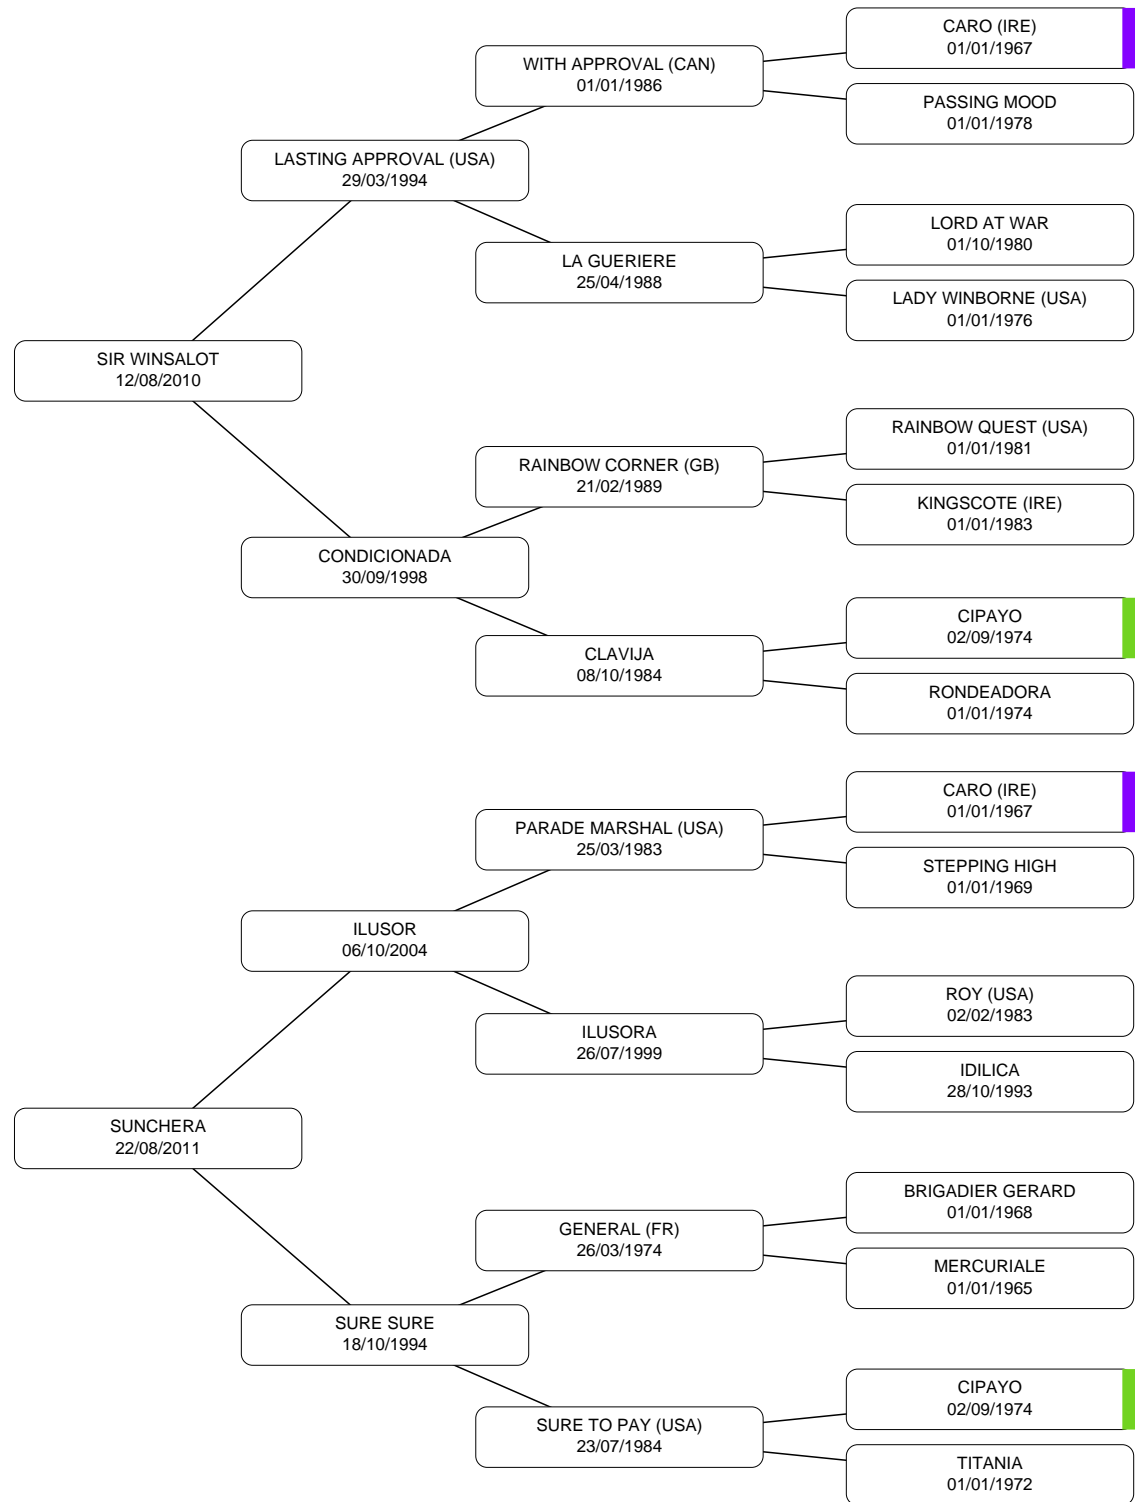 CARO (IRE)
01/01/1967
WITH APPROVAL (CAN)
01/01/1986
PASSING MOOD
01/01/1978
LASTING APPROVAL (USA)
29/03/1994
LORD AT WAR
01/10/1980
LA GUERIERE
25/04/1988
LADY WINBORNE (USA)
01/01/1976
SIR WINSALOT
12/08/2010
RAINBOW QUEST (USA)
01/01/1981
RAINBOW CORNER (GB)
21/02/1989
KINGSCOTE (IRE)
01/01/1983
CONDICIONADA
30/09/1998
CIPAYO
02/09/1974
CLAVIJA
08/10/1984
RONDEADORA
01/01/1974
CARO (IRE)
01/01/1967
PARADE MARSHAL (USA)
25/03/1983
STEPPING HIGH
01/01/1969
ILUSOR
06/10/2004
ROY (USA)
02/02/1983
ILUSORA
26/07/1999
IDILICA
28/10/1993
SUNCHERA
22/08/2011
BRIGADIER GERARD
01/01/1968
GENERAL (FR)
26/03/1974
MERCURIALE
01/01/1965
SURE SURE
18/10/1994
CIPAYO
02/09/1974
SURE TO PAY (USA)
23/07/1984
TITANIA
01/01/1972